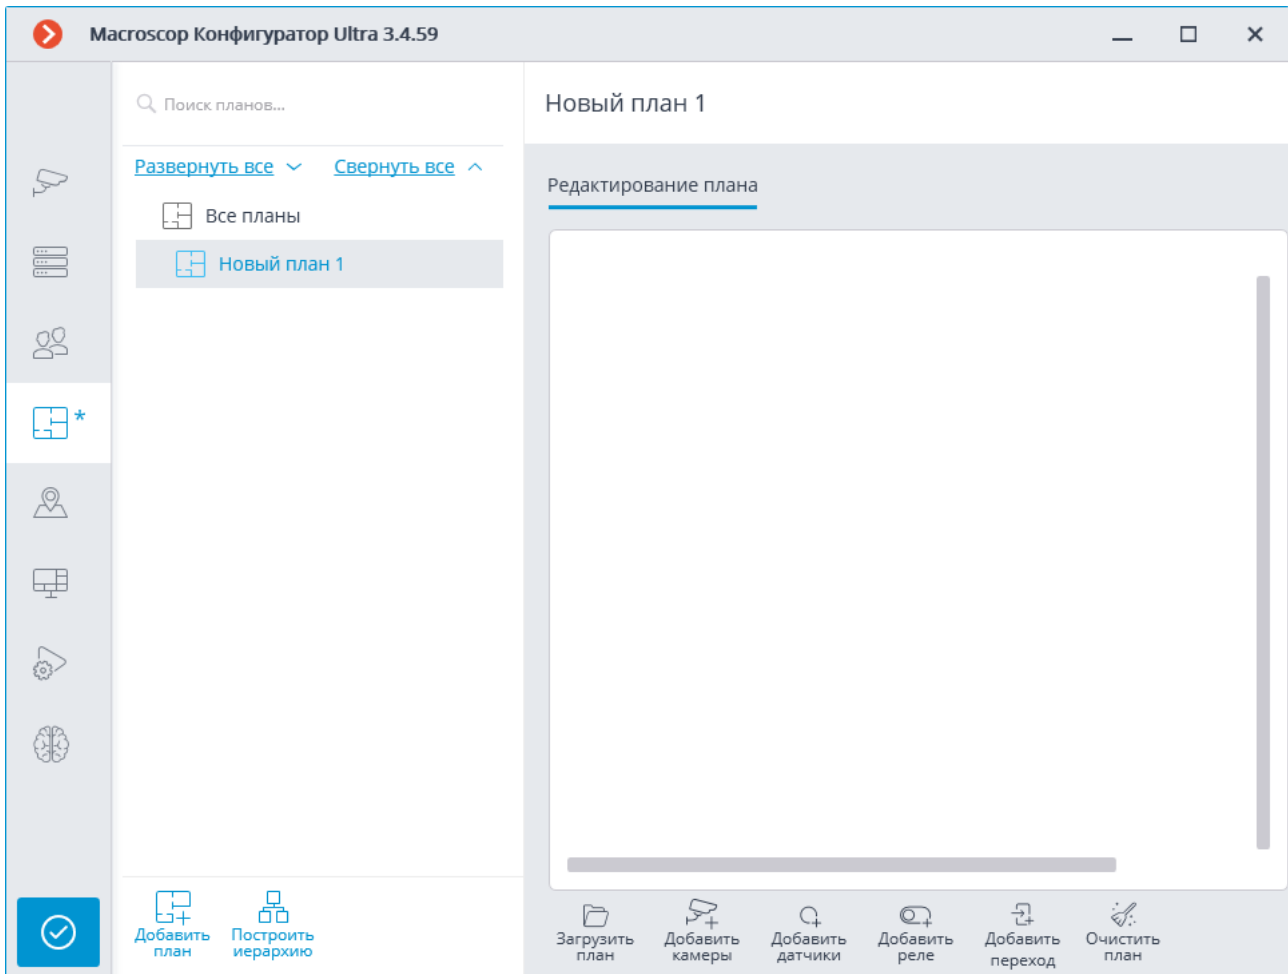 Macroscop Конфигуратор Ultra 3.4.59
Поиск планов...
Развернуть все
Свернуть все
Все планы
Новый план 1
Добавить
план
Построить
иерархию
Новый план 1
Редактирование плана
Загрузить
план
Добавить
камеры
Добавить
датчики
Добавить
реле
Добавить
переход
Очистить
план